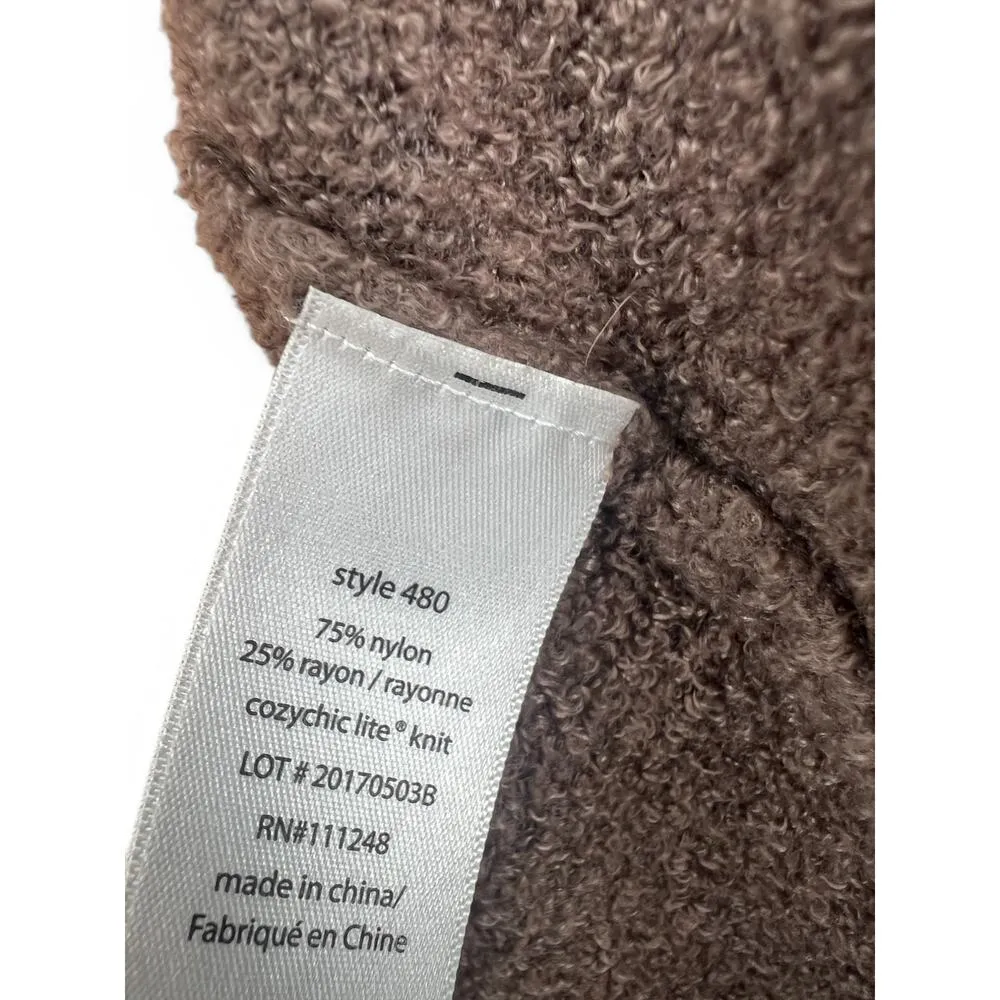 style 480
75% nylon
25% rayon / rayonne
cozychic lite® knit
LOT # 20170503B
RN#111248
made in china/
Fabriqué en Chine